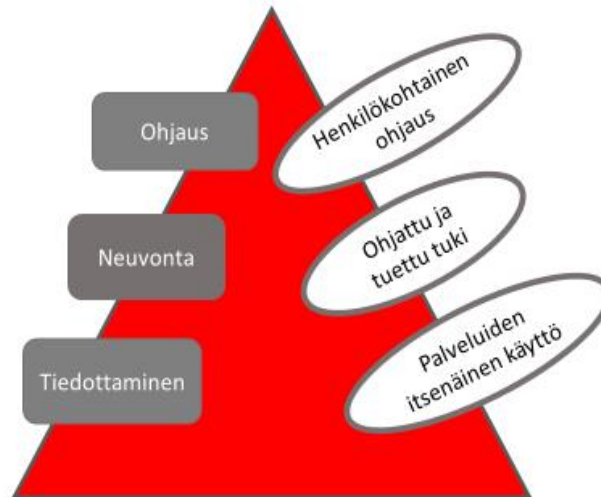 Ohjaus
Henkilökohtainen
ohjaus
Neuvonta
Ohjattu ja
tuettu tuki
Tiedottaminen
Palveluiden
itsenäinen käyttö